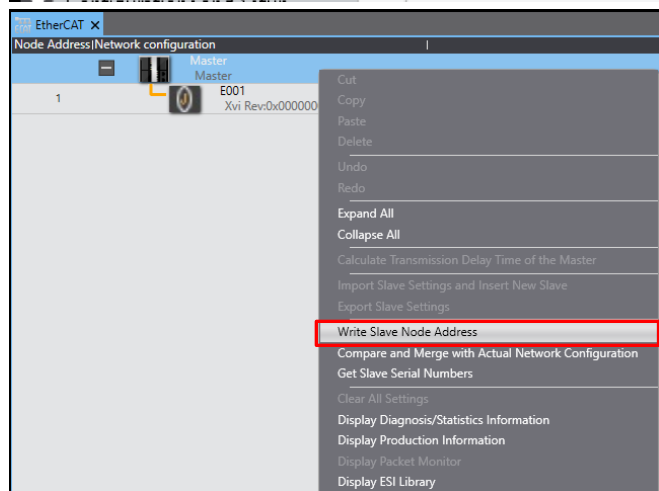 EtherCAT X
Node Address|Network configuration
Master
Master
1
E001
Xvi Rev:0x000000
Cut
Copy
Paste
Delete
Undo
Redo
Expand All
Collapse All
Calculate Transmission Delay Time of the Master
Import Slave Settings and Insert New Slave
Export Slave Settings
Write Slave Node Address
Compare and Merge with Actual Network Configuration
Get Slave Serial Numbers
Clear All Settings
Display Diagnosis/Statistics Information
Display Production Information
Display Packet Monitor
Display ESI Library